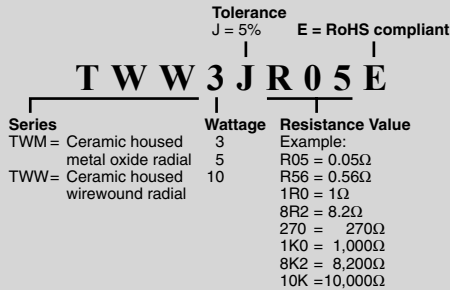 Tolerance
J = 5% E = RoHS compliant
T W W 3 J R 0 5 E
Series Wattage Resistance Value
TWM = Ceramic housed 3 Example:
metal oxide radial 5 R05 = 0.05Ω
TWW = Ceramic housed 10 R56 = 0.56Ω
wirewound radial 1R0 = 1Ω
8R2 = 8.2Ω
270 = 270Ω
1K0 = 1,000Ω
8K2 = 8,200Ω
10K =10,000Ω